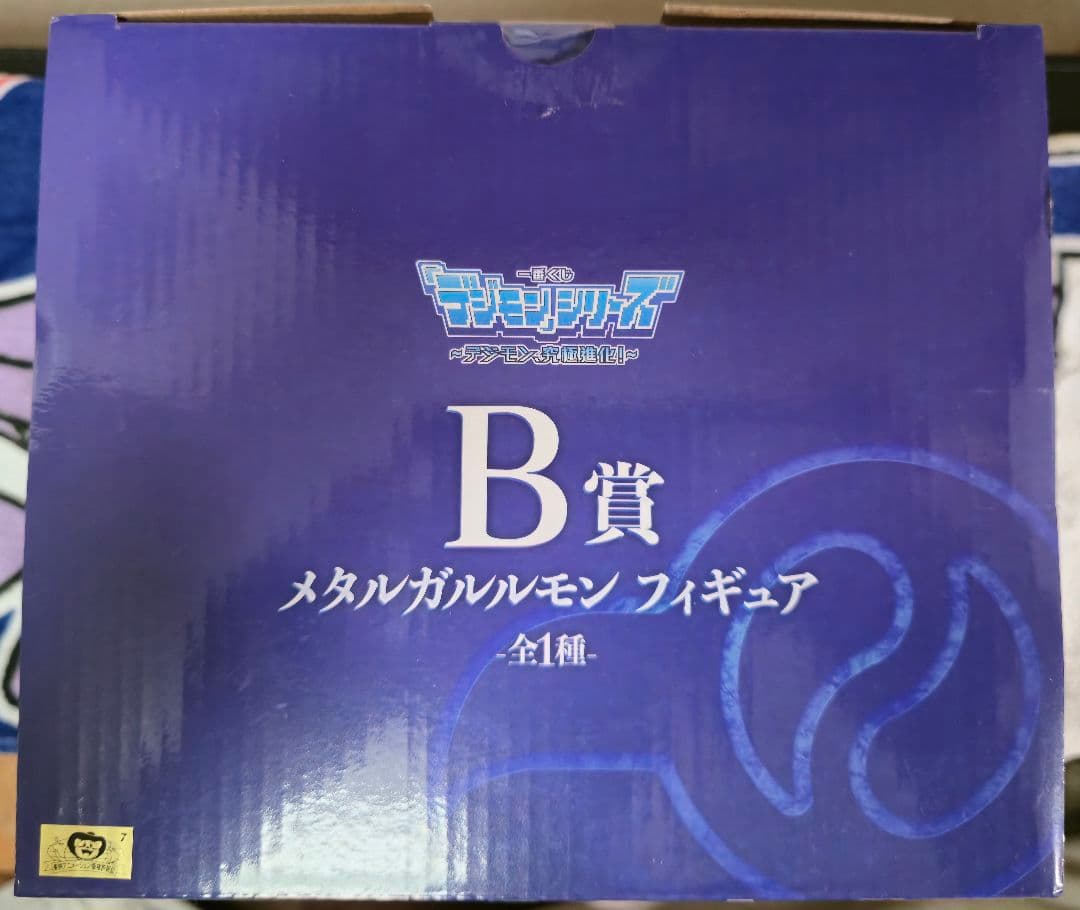 一番くじ
『デジモン』シリーズ
～デジモン、究極進化！～
B賞
メタルガルルモン フィギュア
-全1種-
7